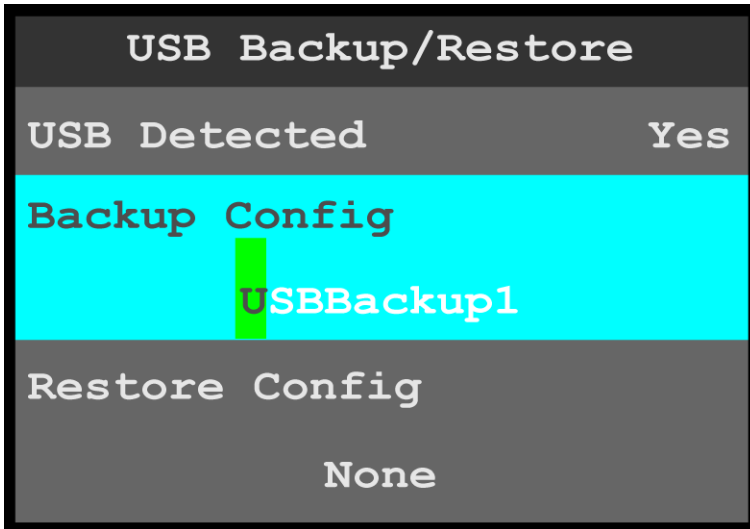 USB Backup/Restore
USB Detected Yes
Backup Config
USBBackup1
Restore Config
None